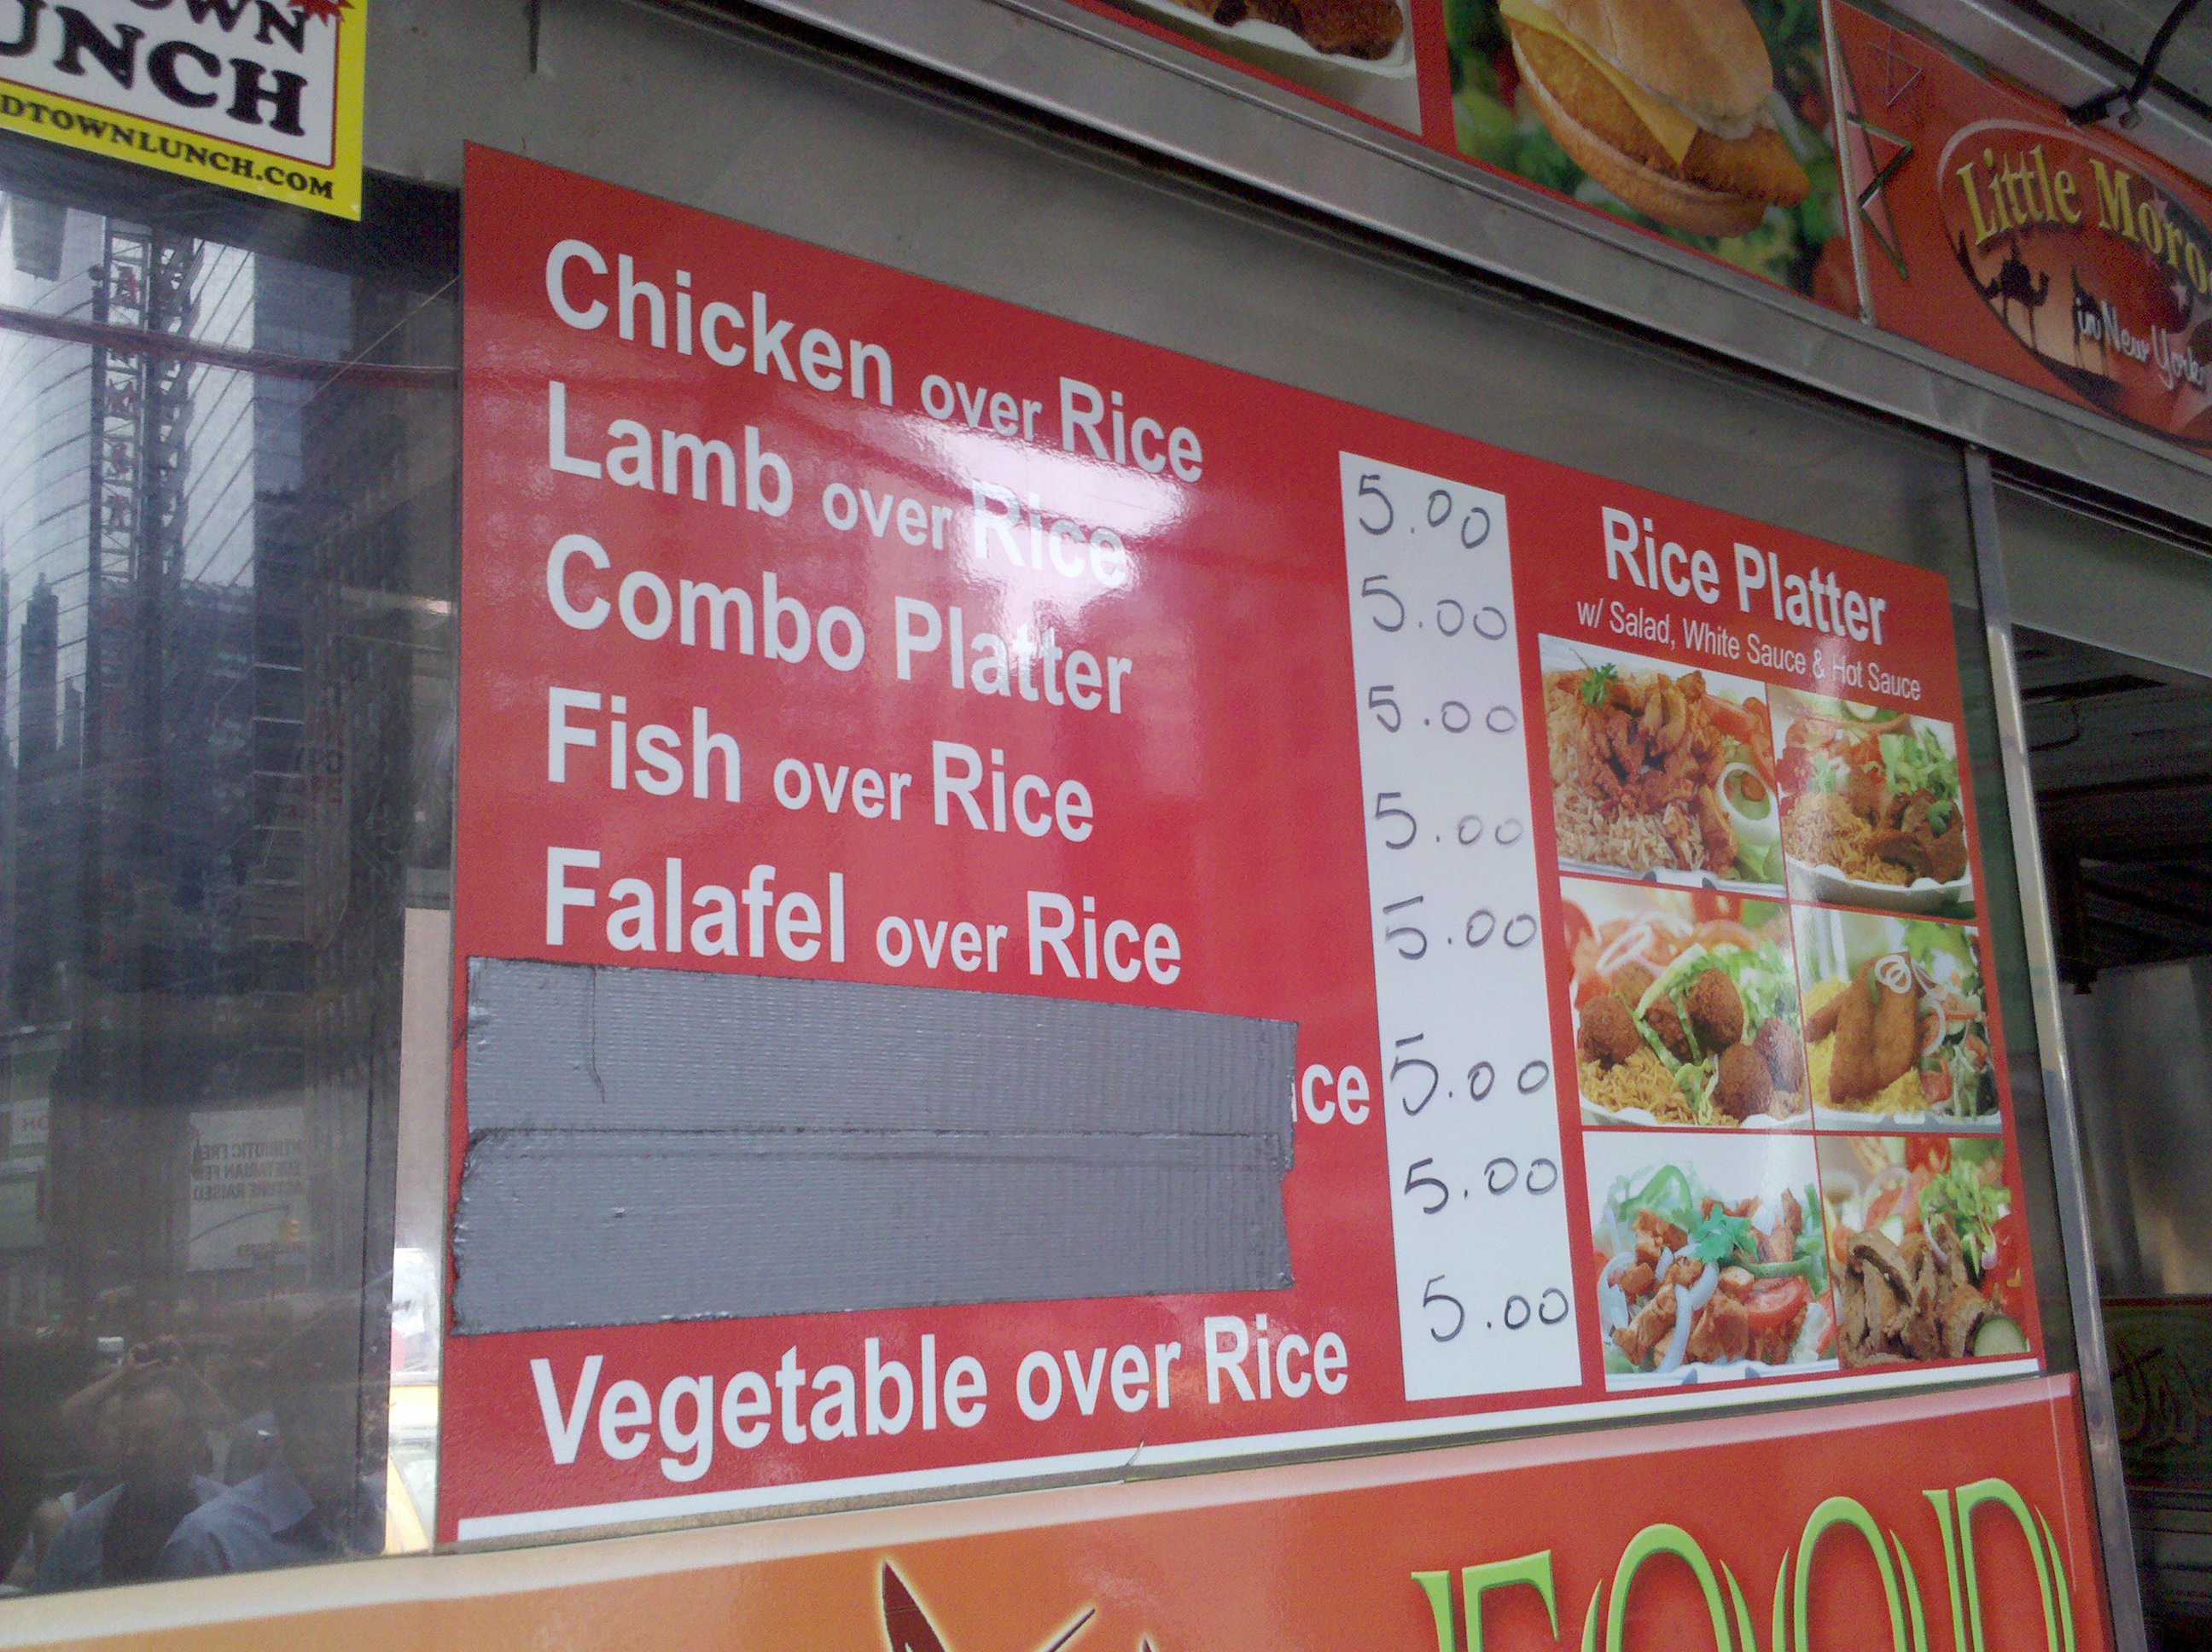 OWN
UNCH
DTOWNLUNCH.COM
Little Moro
in New York
Chicken over Rice 5.00
Lamb over Rice 5.00
Combo Platter 5.00
Fish over Rice 5.00
Falafel over Rice 5.00
ce 5.00
5.00
Vegetable over Rice 5.00
Rice Platter
w/ Salad, White Sauce & Hot Sauce
FOOD